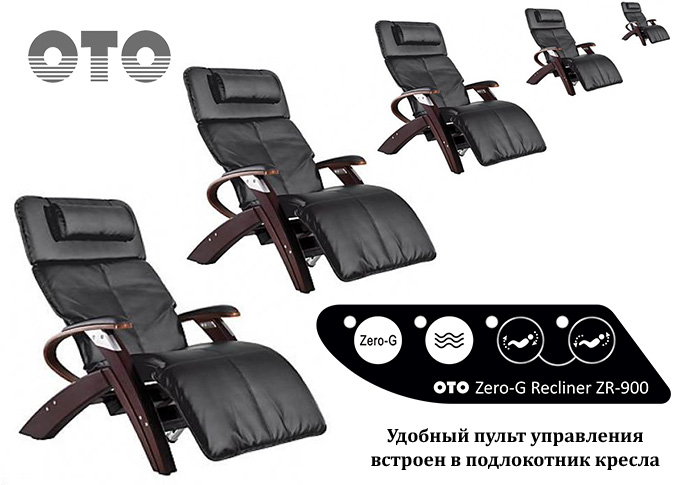 OTO
Zero-G
OTO Zero-G Recliner ZR-900
Удобный пульт управления
встроен в подлокотник кресла